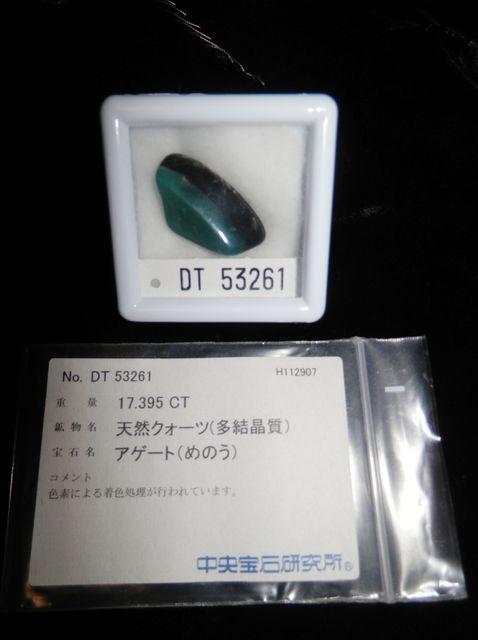 DT 53261
No. DT 53261 H112907
重量 17.395 CT
鉱物名 天然クォーツ(多結晶質)
宝石名 アゲート(めのう)
コメント
色素による着色処理が行われています。
中央宝石研究所®